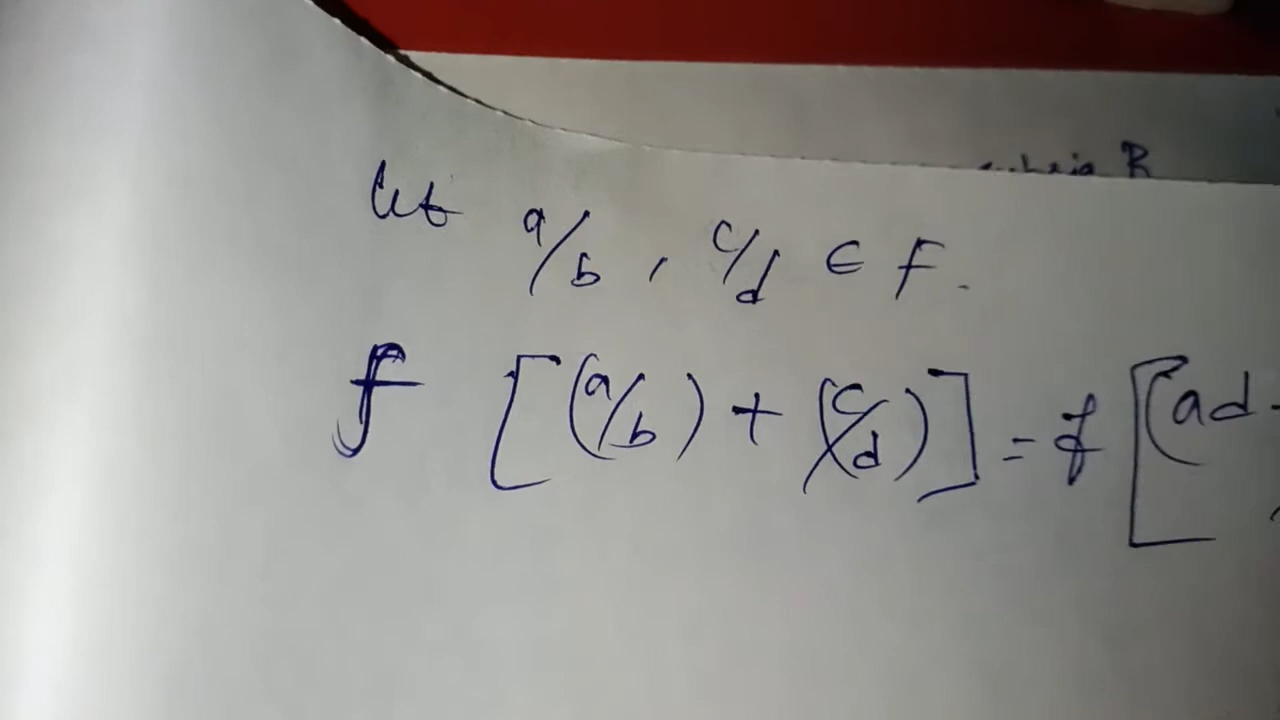 R
let a/b , c/d ∈ F.
f [(a/b) + (c/d)] = f [(ad